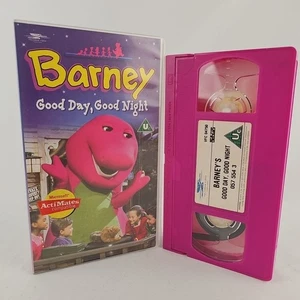 Barney
Good Day, Good Night
U
ActiMates
U
BARNEY'S
GOOD DAY, GOOD NIGHT